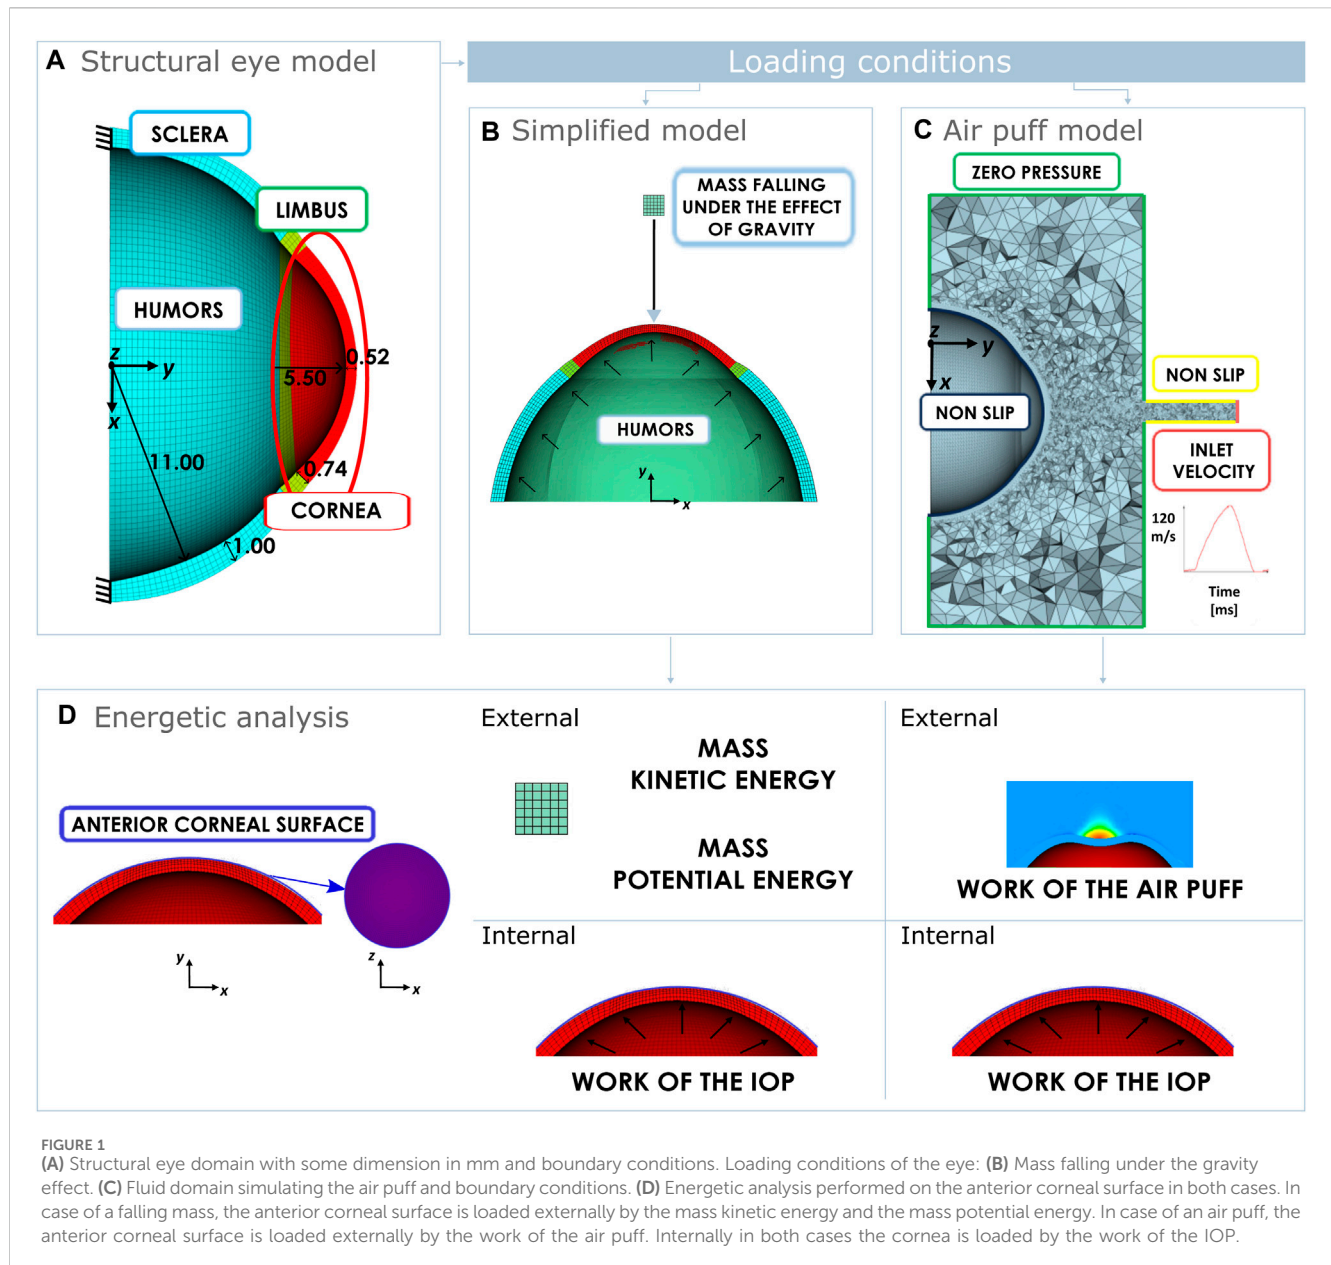 A Structural eye model
SCLERA
LIMBUS
HUMORS
z
y
x
0.52
5.50
11.00
0.74
CORNEA
1.00
Loading conditions
B Simplified model
MASS FALLING
UNDER THE EFFECT
OF GRAVITY
HUMORS
y
x
C Air puff model
ZERO PRESSURE
z
y
x
NON SLIP
NON SLIP
INLET
VELOCITY
120
m/s
Time
[ms]
D Energetic analysis
ANTERIOR CORNEAL SURFACE
y
x
z
x
External
MASS
KINETIC ENERGY
MASS
POTENTIAL ENERGY
Internal
WORK OF THE IOP
External
WORK OF THE AIR PUFF
Internal
WORK OF THE IOP
FIGURE 1
(A) Structural eye domain with some dimension in mm and boundary conditions. Loading conditions of the eye: (B) Mass falling under the gravity
effect. (C) Fluid domain simulating the air puff and boundary conditions. (D) Energetic analysis performed on the anterior corneal surface in both cases. In
case of a falling mass, the anterior corneal surface is loaded externally by the mass kinetic energy and the mass potential energy. In case of an air puff, the
anterior corneal surface is loaded externally by the work of the air puff. Internally in both cases the cornea is loaded by the work of the IOP.